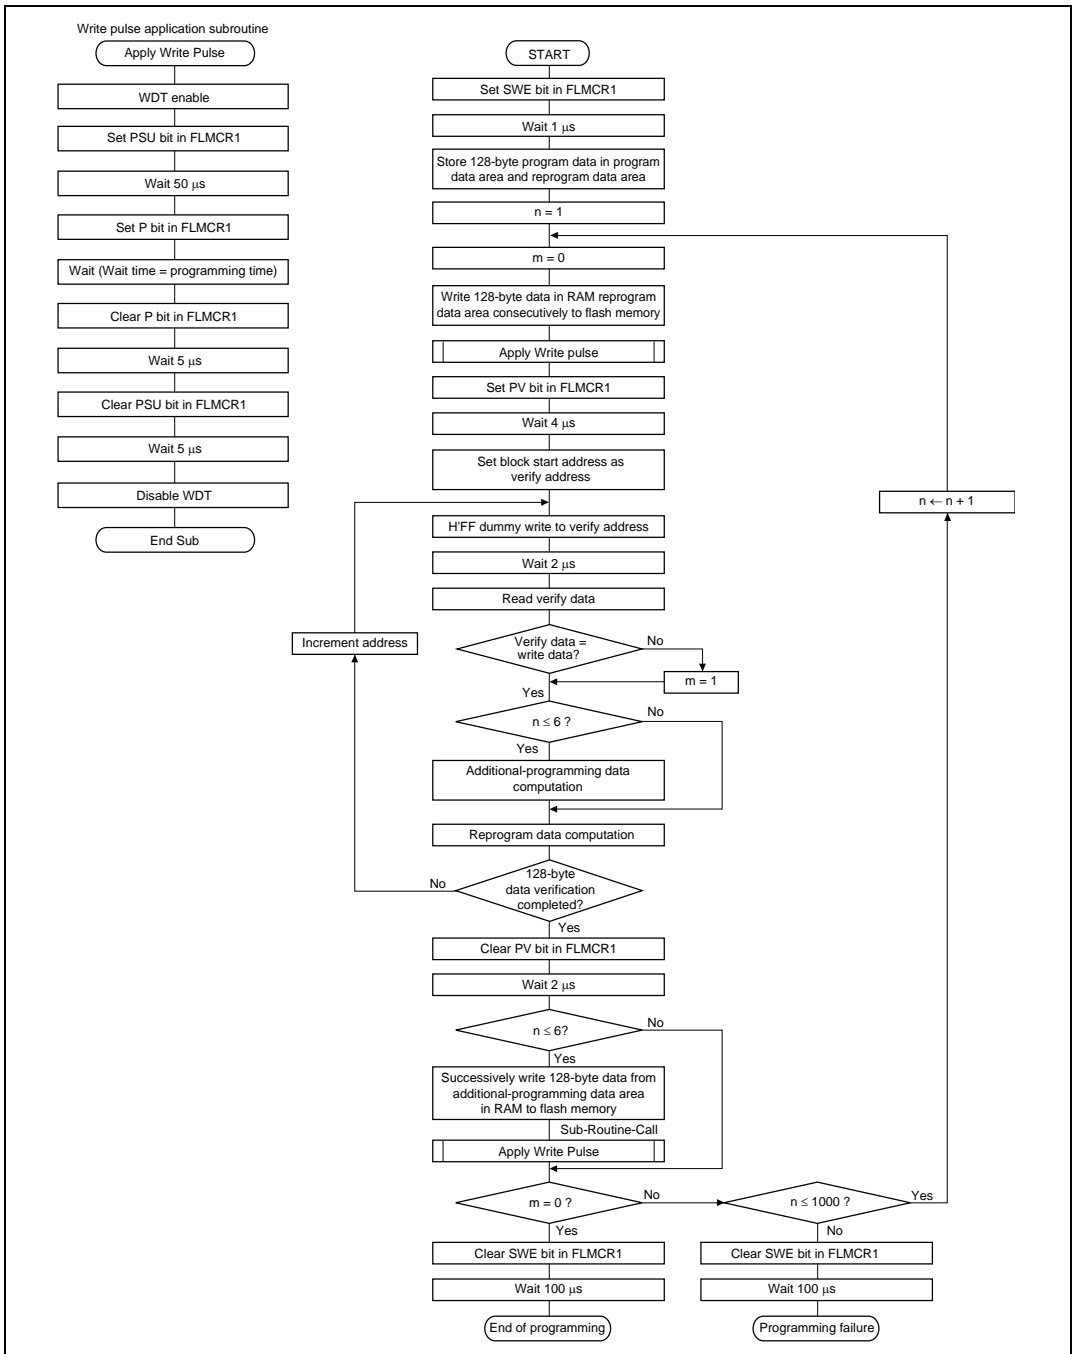 Write pulse application subroutine
Apply Write Pulse
WDT enable
Set PSU bit in FLMCR1
Wait 50 μs
Set P bit in FLMCR1
Wait (Wait time = programming time)
Clear P bit in FLMCR1
Wait 5 μs
Clear PSU bit in FLMCR1
Wait 5 μs
Disable WDT
End Sub
START
Set SWE bit in FLMCR1
Wait 1 μs
Store 128-byte program data in program
data area and reprogram data area
n = 1
m = 0
Write 128-byte data in RAM reprogram
data area consecutively to flash memory
Apply Write pulse
Set PV bit in FLMCR1
Wait 4 μs
Set block start address as
verify address
n ← n + 1
H'FF dummy write to verify address
Wait 2 μs
Read verify data
Increment address
Verify data =
write data?
No
m = 1
Yes
n ≤ 6 ?
No
Yes
Additional-programming data
computation
Reprogram data computation
128-byte
data verification
completed?
No
Yes
Clear PV bit in FLMCR1
Wait 2 μs
n ≤ 6?
No
Yes
Successively write 128-byte data from
additional-programming data area
in RAM to flash memory
Sub-Routine-Call
Apply Write Pulse
m = 0 ?
No
n ≤ 1000 ?
Yes
Yes
No
Clear SWE bit in FLMCR1
Clear SWE bit in FLMCR1
Wait 100 μs
Wait 100 μs
End of programming
Programming failure